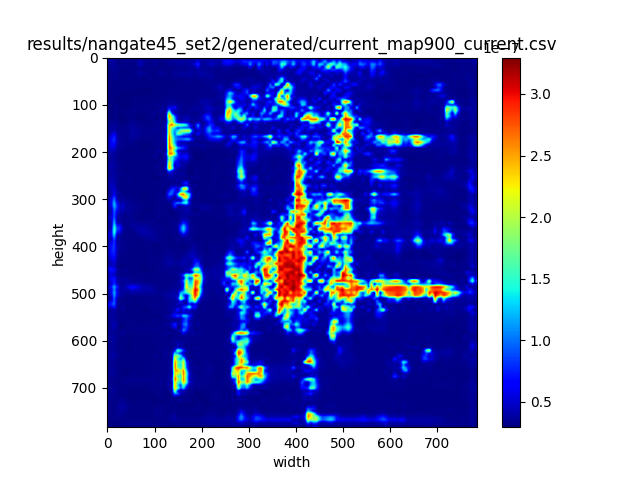 results/nangate45_set2/generated/current_map900_current.csv
1e−7
0
100
200
300
400
500
600
700
height
0 100 200 300 400 500 600 700
width
3.0
2.5
2.0
1.5
1.0
0.5